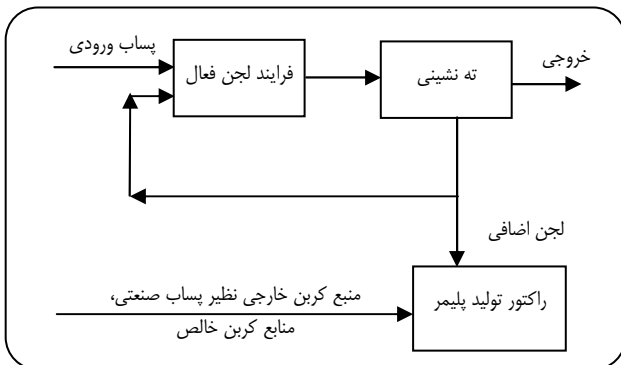 پساب ورودی
فرایند لجن فعال
ته نشینی
خروجی
لجن اضافی
منبع کربن خارجی نظیر پساب صنعتی،
منابع کربن خالص
راکتور تولید پلیمر